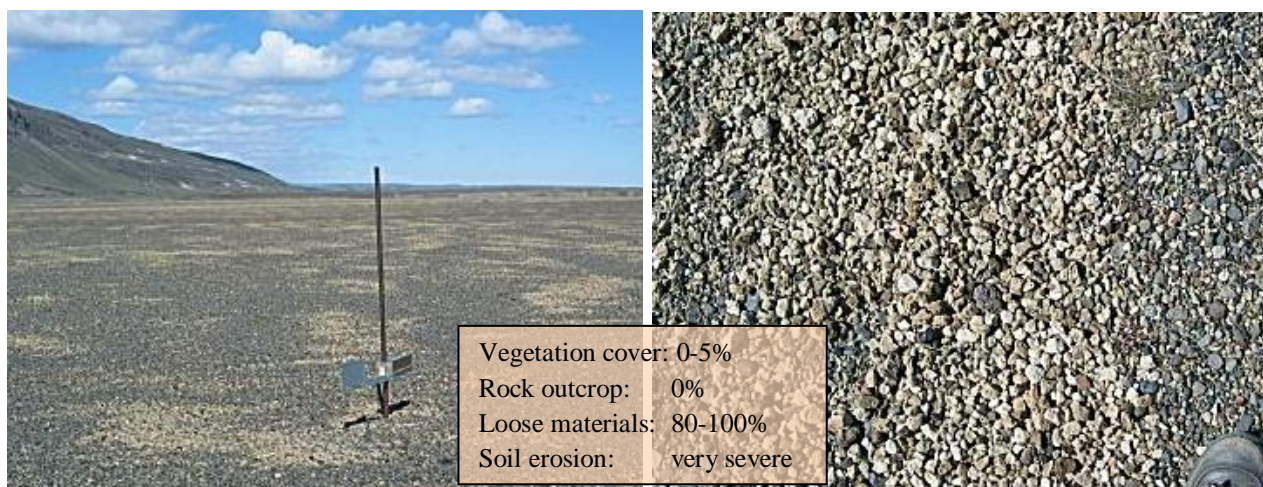 Vegetation cover: 0-5%
Rock outcrop: 0%
Loose materials: 80-100%
Soil erosion: very severe